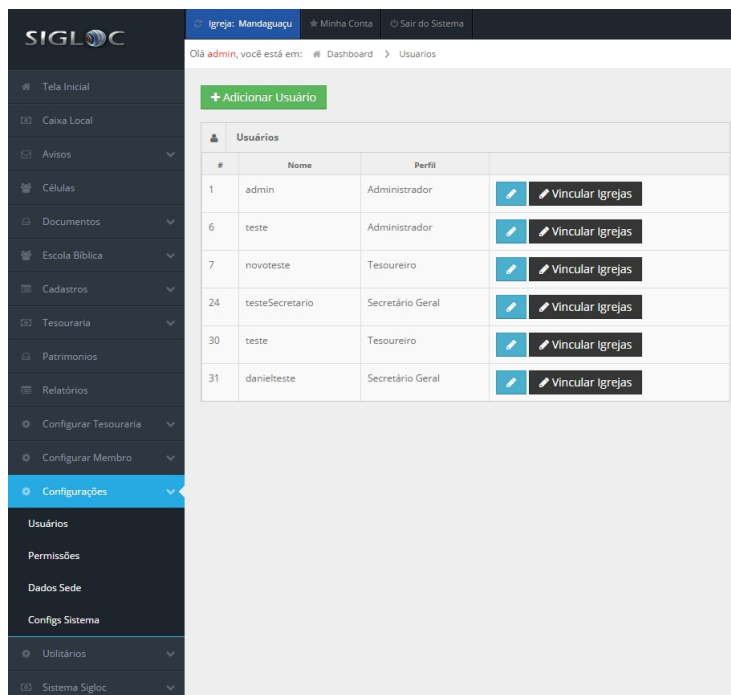 SIGLOC
Igreja: Mandaguaçu Minha Conta Sair do Sistema
Olá admin, você está em: Dashboard > Usuarios
Tela Inicial
Caixa Local
Avisos
Células
Documentos
Escola Bíblica
Cadastros
Tesouraria
Patrimonios
Relatórios
Configurar Tesouraria
Configurar Membro
Configurações
Usuários
Permissões
Dados Sede
Configs Sistema
Utilitários
Sistema Sigloc
+ Adicionar Usuário
Usuários
# Nome Perfil
1 admin Administrador Vincular Igrejas
6 teste Administrador Vincular Igrejas
7 novoteste Tesoureiro Vincular Igrejas
24 testeSecretario Secretário Geral Vincular Igrejas
30 teste Tesoureiro Vincular Igrejas
31 danielteste Secretário Geral Vincular Igrejas